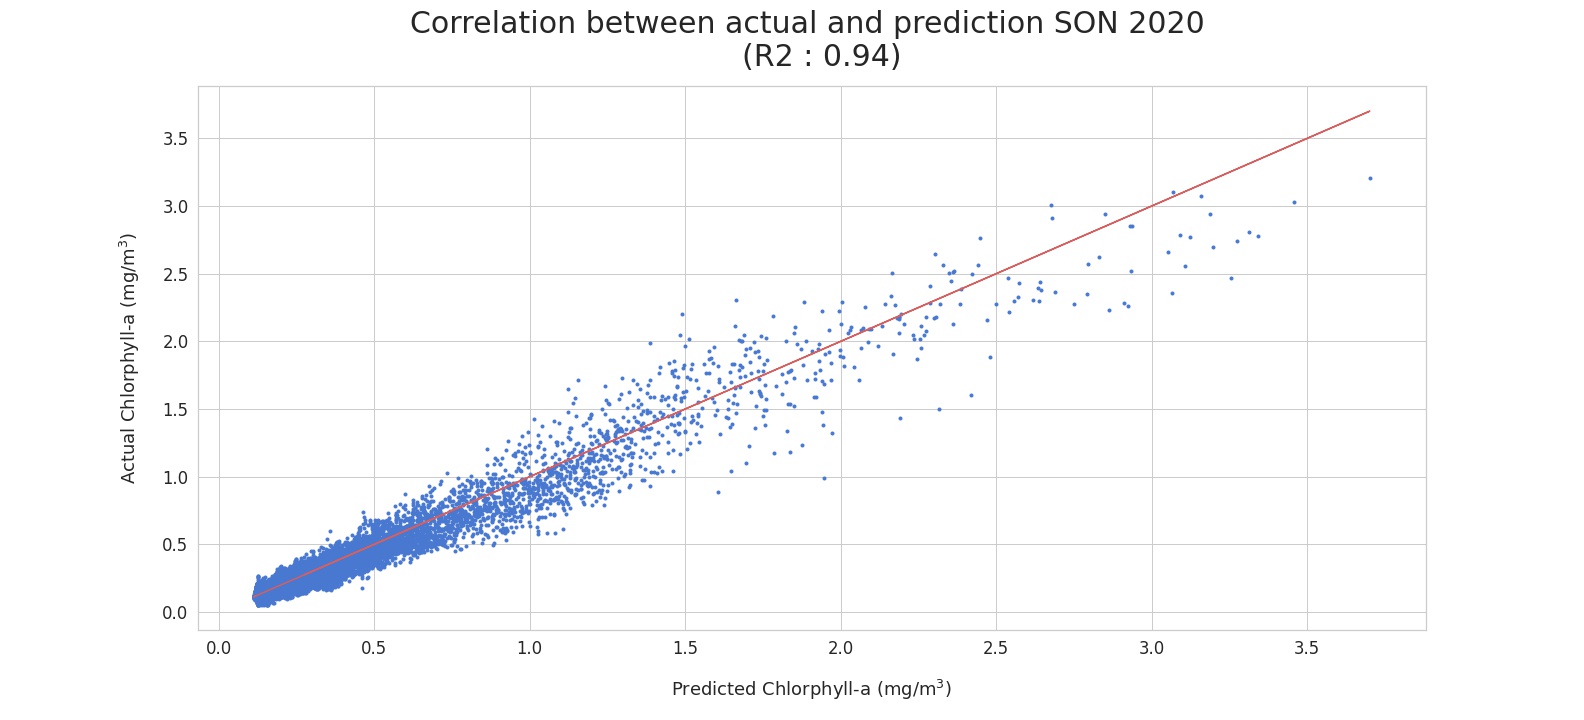 Correlation between actual and prediction SON 2020
(R2 : 0.94)
Actual Chlorphyll-a (mg/m³)
3.5
3.0
2.5
2.0
1.5
1.0
0.5
0.0
0.0 0.5 1.0 1.5 2.0 2.5 3.0 3.5
Predicted Chlorphyll-a (mg/m³)